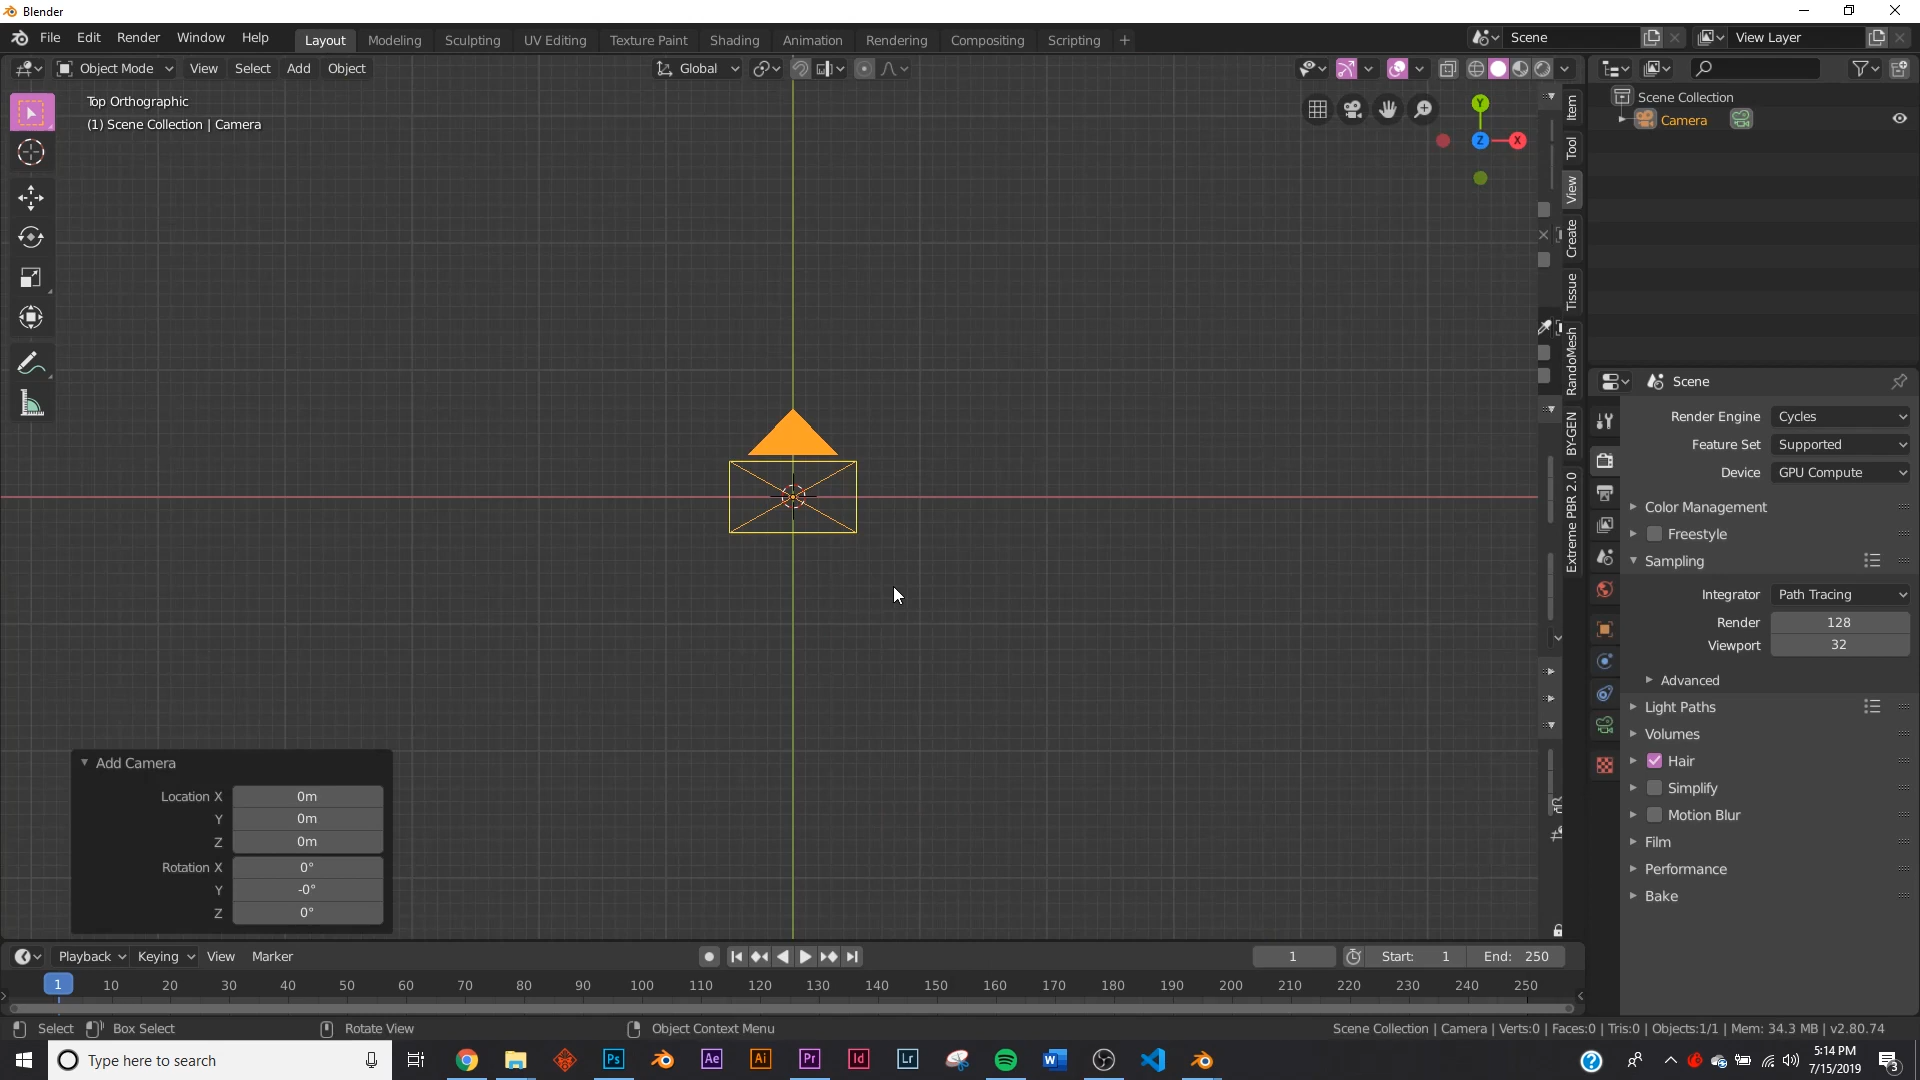 Blender
File Edit Render Window Help Layout Modeling Sculpting UV Editing Texture Paint Shading Animation Rendering Compositing Scripting + Scene View Layer
Object Mode View Select Add Object Global
Top Orthographic
(1) Scene Collection | Camera
Y
Z X
Item
Tool
View
Create
Tissue
RandoMesh
BY-GEN
Extreme PBR 2.0
Scene Collection
Camera
Scene
Render Engine Cycles
Feature Set Supported
Device GPU Compute
Color Management
Freestyle
Sampling
Integrator Path Tracing
Render 128
Viewport 32
Advanced
Light Paths
Volumes
Hair
Simplify
Motion Blur
Film
Performance
Bake
Add Camera
Location X 0m
Y 0m
Z 0m
Rotation X 0°
Y -0°
Z 0°
Playback Keying View Marker 1 Start: 1 End: 250
1 10 20 30 40 50 60 70 80 90 100 110 120 130 140 150 160 170 180 190 200 210 220 230 240 250
Select Box Select Rotate View Object Context Menu Scene Collection | Camera | Verts:0 | Faces:0 | Tris:0 | Objects:1/1 | Mem: 34.3 MB | v2.80.74
Type here to search Ps Ae Ai Pr Id Lr W ? 5:14 PM
7/15/2019 3